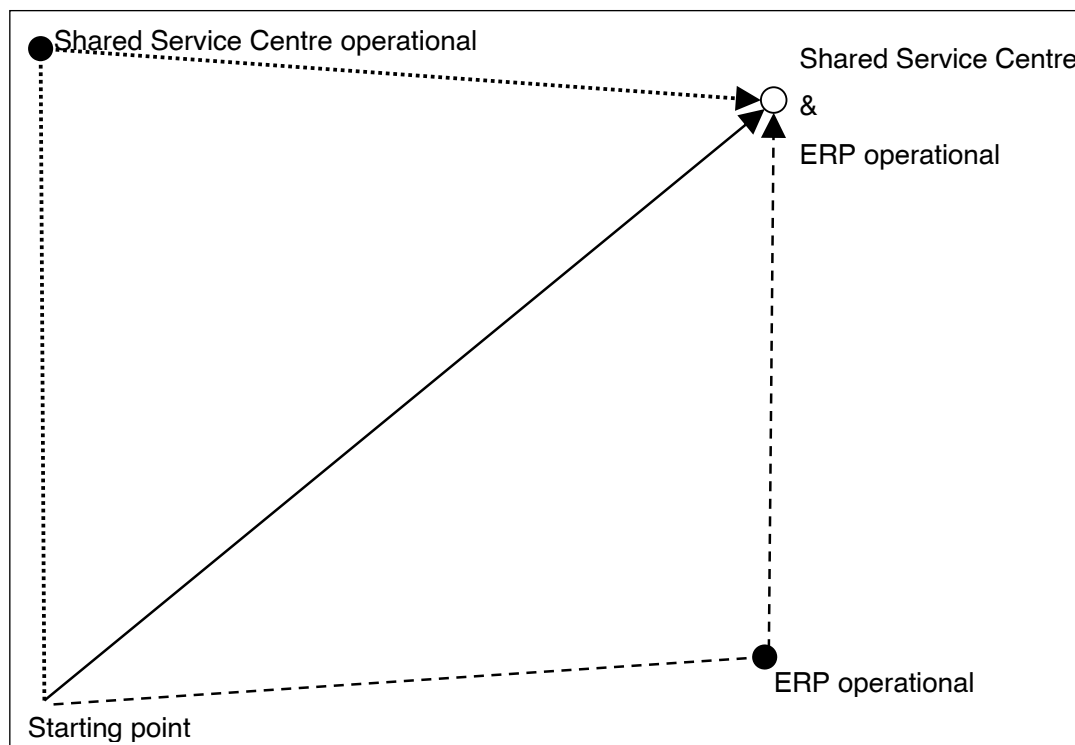 Shared Service Centre operational
Shared Service Centre
&
ERP operational
ERP operational
Starting point